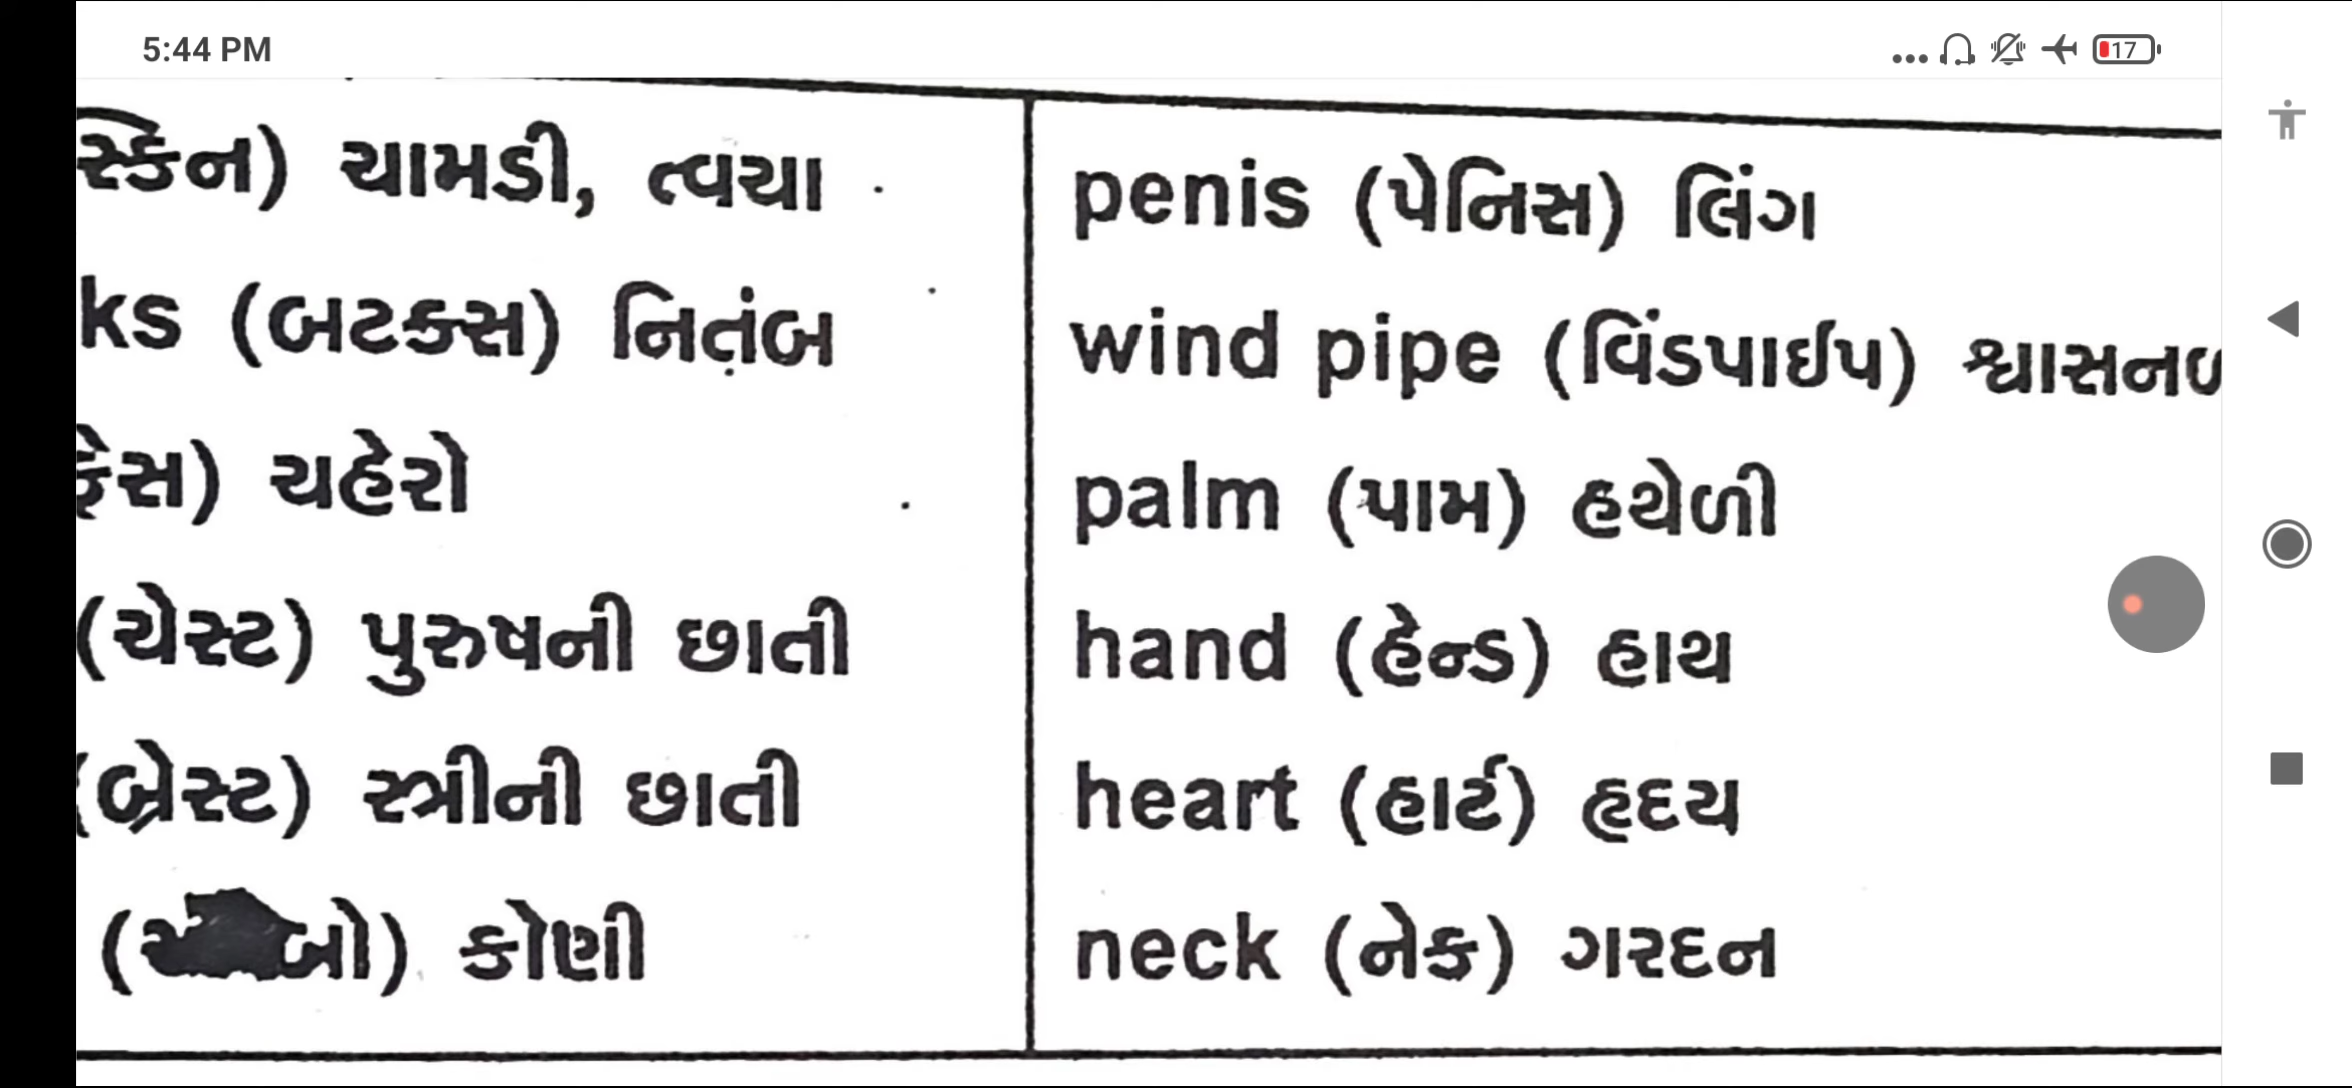 5:44 PM
17
સ્કિન) ચામડી, ત્વચા
ks (બટક્સ) નિતંબ
ફેસ) ચહેરો
(ચેસ્ટ) પુરુષની છાતી
(બ્રેસ્ટ) સ્ત્રીની છાતી
કોણી
penis (પેનિસ) લિંગ
wind pipe (વિંડપાઈપ) શ્વાસનળ
palm (પામ) હથેળી
hand (હેન્ડ) હાથ
heart (હાર્ટ) હૃદય
neck (નેક) ગરદન